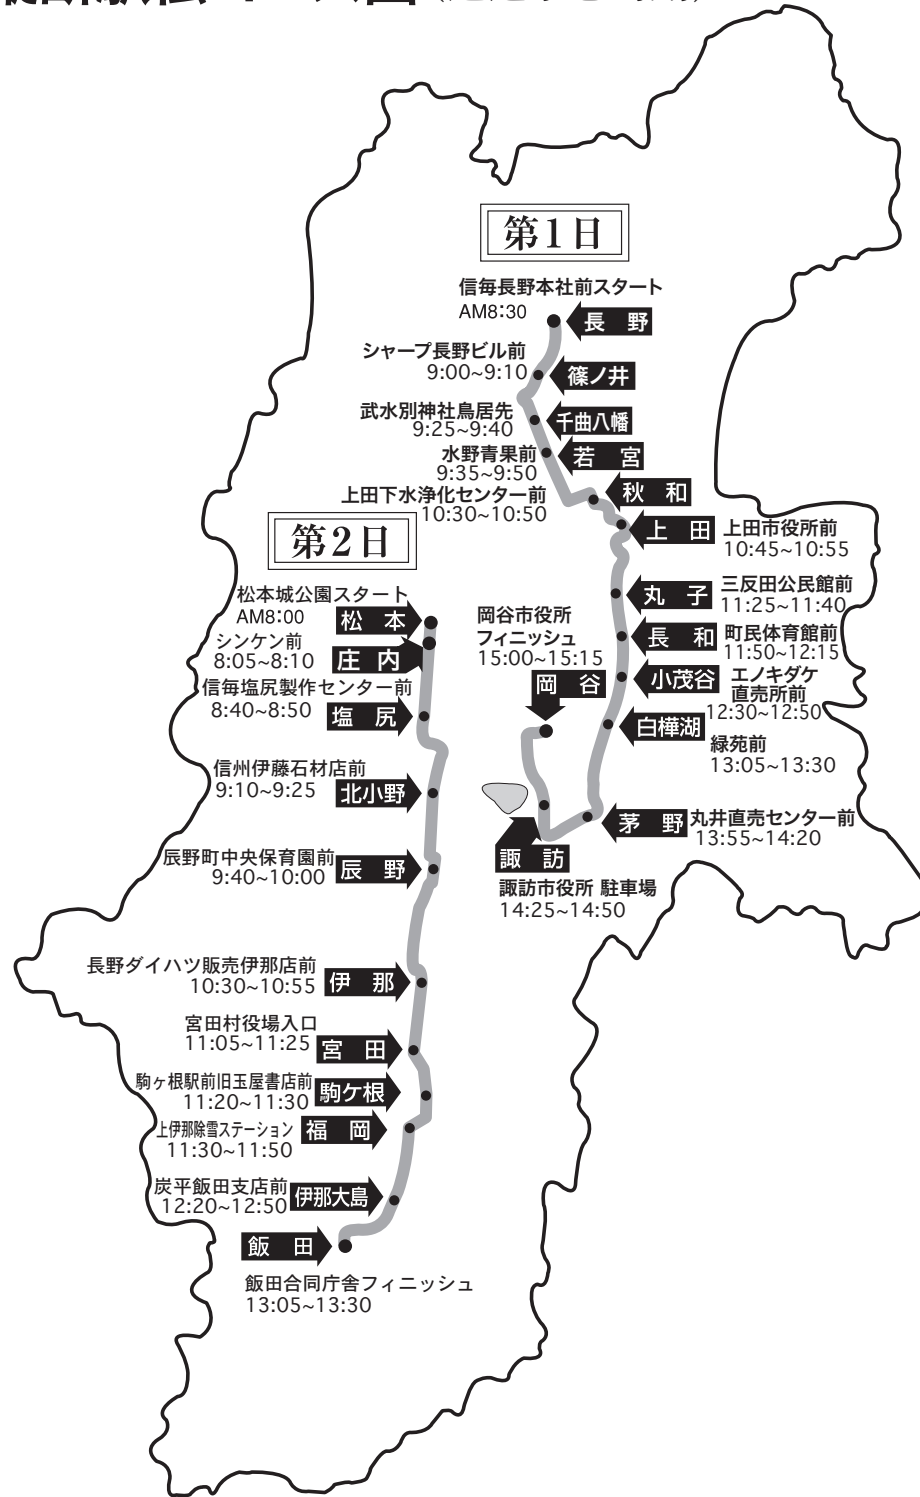 第1日
信毎長野本社前スタート
AM8:30
長 野
シャープ長野ビル前
9:00~9:10
篠ノ井
武水別神社鳥居先
9:25~9:40
千曲八幡
水野青果前
9:35~9:50
若 宮
上田下水浄化センター前
10:30~10:50
秋 和
上 田
上田市役所前
10:45~10:55
丸 子
三反田公民館前
11:25~11:40
長 和
町民体育館前
11:50~12:15
小茂谷
エノキダケ
直売所前
12:30~12:50
白樺湖
緑苑前
13:05~13:30
茅 野
丸井直売センター前
13:55~14:20
諏 訪
諏訪市役所 駐車場
14:25~14:50
岡谷市役所
フィニッシュ
15:00~15:15
岡 谷
第2日
松本城公園スタート
AM8:00
松 本
シンケン前
8:05~8:10
庄 内
信毎塩尻製作センター前
8:40~8:50
塩 尻
信州伊藤石材店前
9:10~9:25
北小野
辰野町中央保育園前
9:40~10:00
辰 野
長野ダイハツ販売伊那店前
10:30~10:55
伊 那
宮田村役場入口
11:05~11:25
宮 田
駒ヶ根駅前旧玉屋書店前
11:20~11:30
駒ケ根
上伊那除雪ステーション
11:30~11:50
福 岡
炭平飯田支店前
12:20~12:50
伊那大島
飯 田
飯田合同庁舎フィニッシュ
13:05~13:30